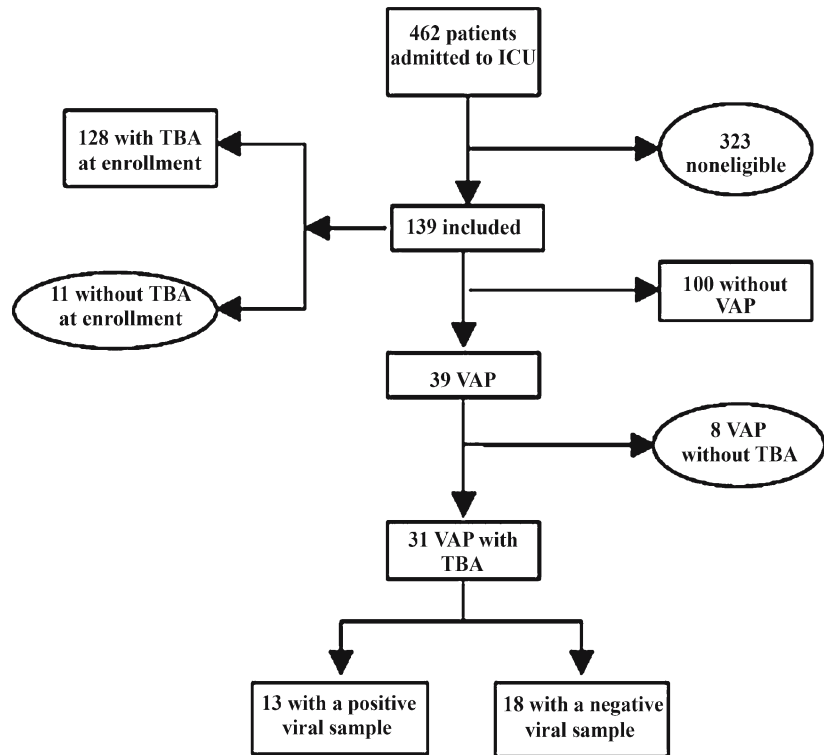 462 patients
admitted to ICU
128 with TBA
at enrollment
323
noneligible
139 included
11 without TBA
at enrollment
100 without
VAP
39 VAP
8 VAP
without TBA
31 VAP with
TBA
13 with a positive
viral sample
18 with a negative
viral sample